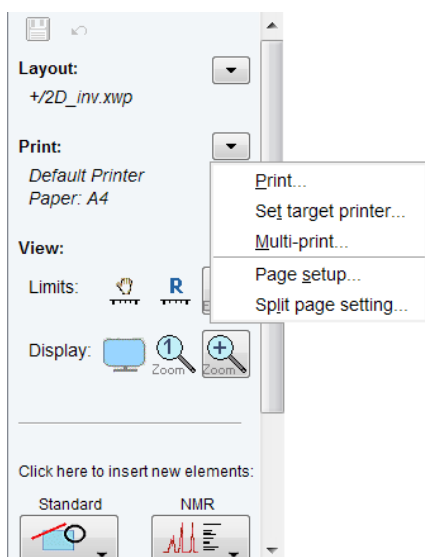 Layout:
+/2D_inv.xwp
Print:
Default Printer
Paper: A4
Print...
Set target printer...
Multi-print...
Page setup...
Split page setting...
View:
Limits:
R
E
Display:
1
Zoom
+
Zoom
Click here to insert new elements:
Standard
NMR